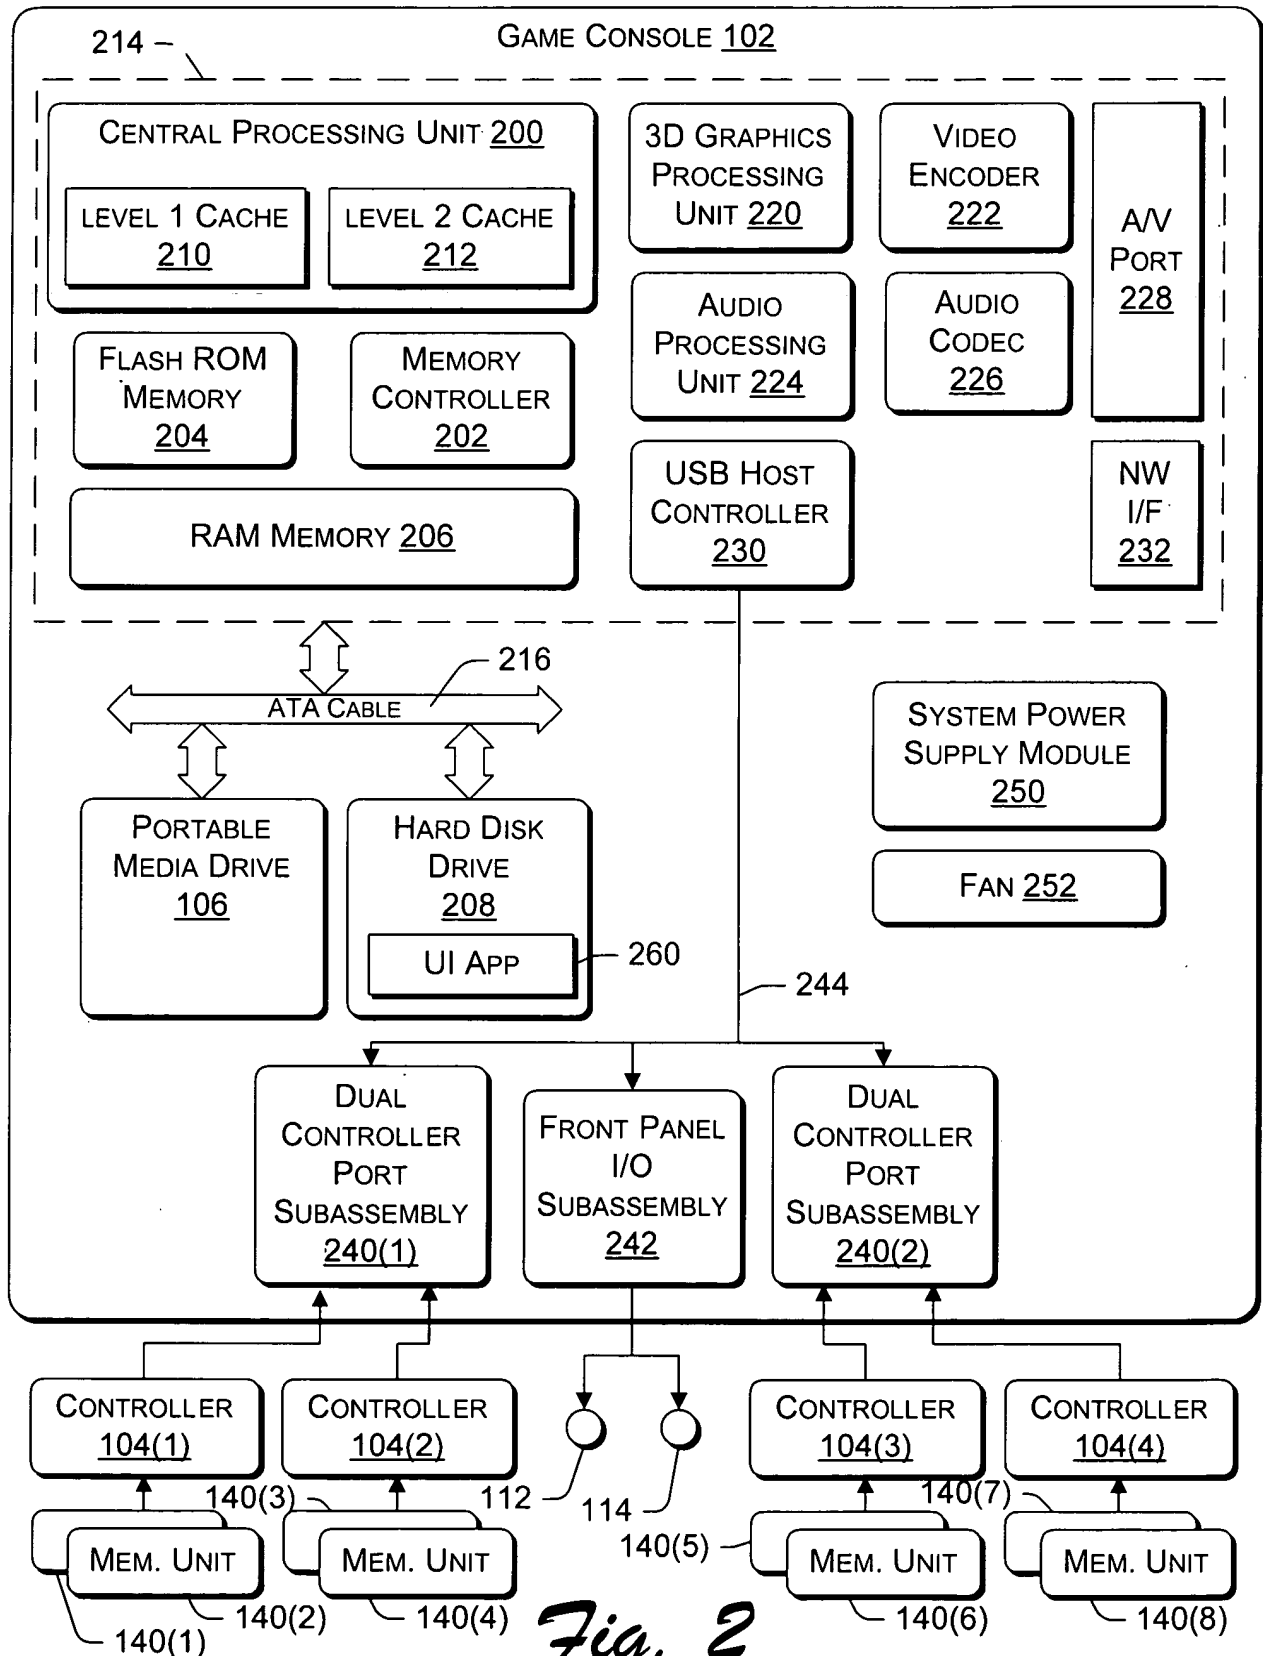 GAME CONSOLE 102
214
CENTRAL PROCESSING UNIT 200
LEVEL 1 CACHE
210
LEVEL 2 CACHE
212
3D GRAPHICS
PROCESSING
UNIT 220
VIDEO
ENCODER
222
A/V
PORT
228
FLASH ROM
MEMORY
204
MEMORY
CONTROLLER
202
AUDIO
PROCESSING
UNIT 224
AUDIO
CODEC
226
RAM MEMORY 206
USB HOST
CONTROLLER
230
NW
I/F
232
216
ATA CABLE
SYSTEM POWER
SUPPLY MODULE
250
PORTABLE
MEDIA DRIVE
106
HARD DISK
DRIVE
208
UI APP
260
FAN 252
244
DUAL
CONTROLLER
PORT
SUBASSEMBLY
240(1)
FRONT PANEL
I/O
SUBASSEMBLY
242
DUAL
CONTROLLER
PORT
SUBASSEMBLY
240(2)
CONTROLLER
104(1)
CONTROLLER
104(2)
CONTROLLER
104(3)
CONTROLLER
104(4)
112
114
140(3)
140(5)
140(7)
MEM. UNIT
MEM. UNIT
MEM. UNIT
MEM. UNIT
140(1)
140(2)
140(4)
140(6)
140(8)
Fig. 2